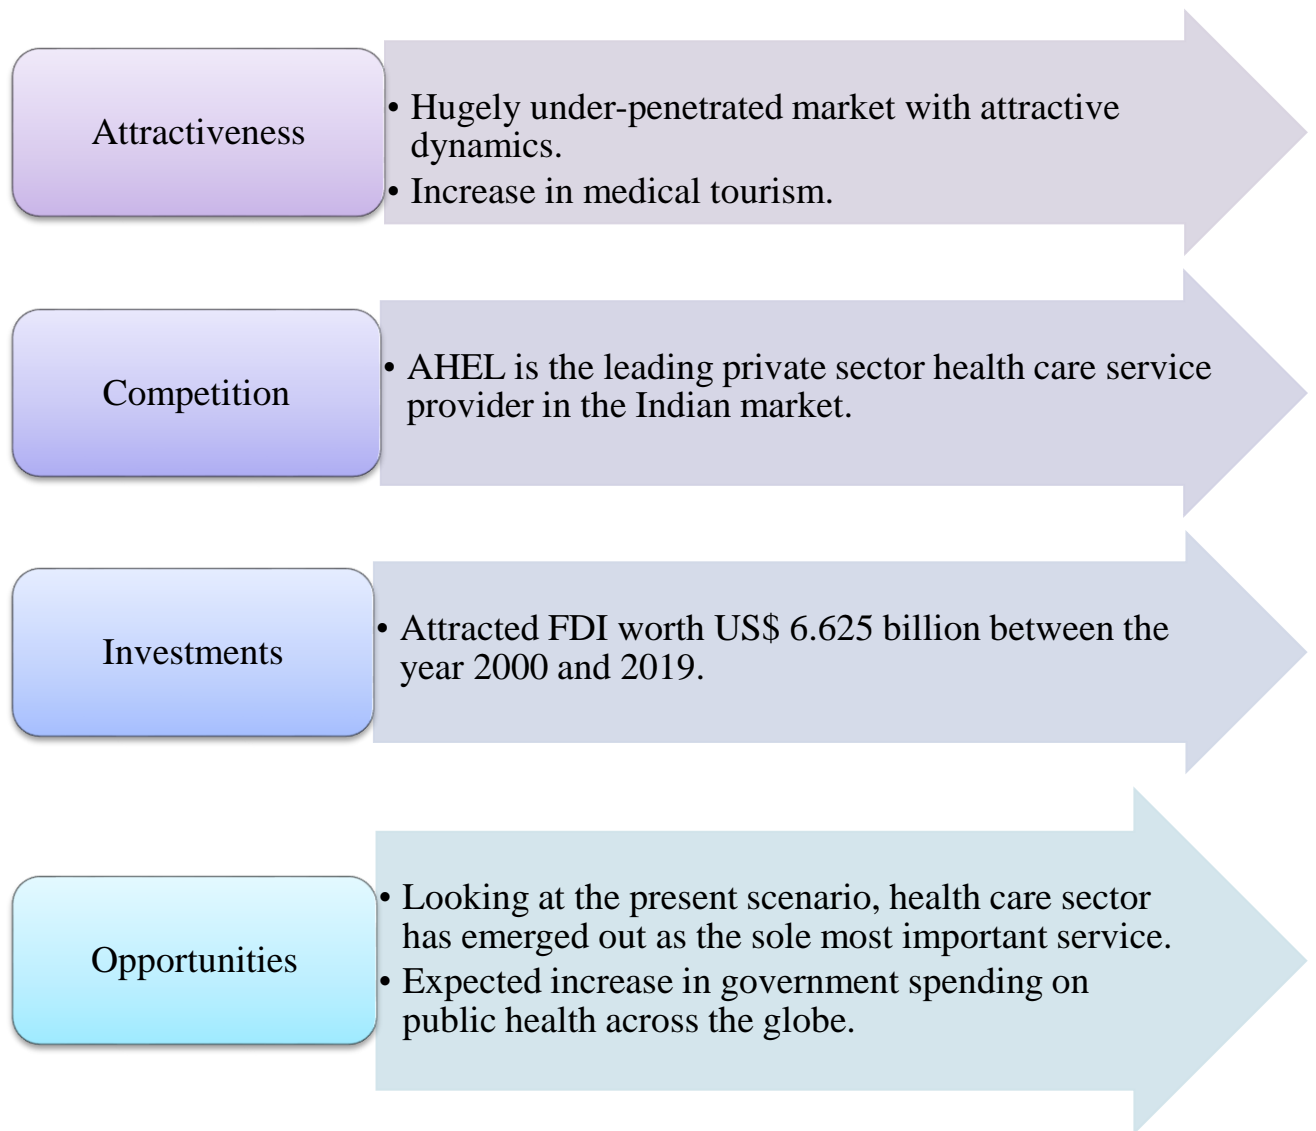 Attractiveness
• Hugely under-penetrated market with attractive
dynamics.
• Increase in medical tourism.
Competition
• AHEL is the leading private sector health care service
provider in the Indian market.
Investments
• Attracted FDI worth US$ 6.625 billion between the
year 2000 and 2019.
Opportunities
• Looking at the present scenario, health care sector
has emerged out as the sole most important service.
• Expected increase in government spending on
public health across the globe.